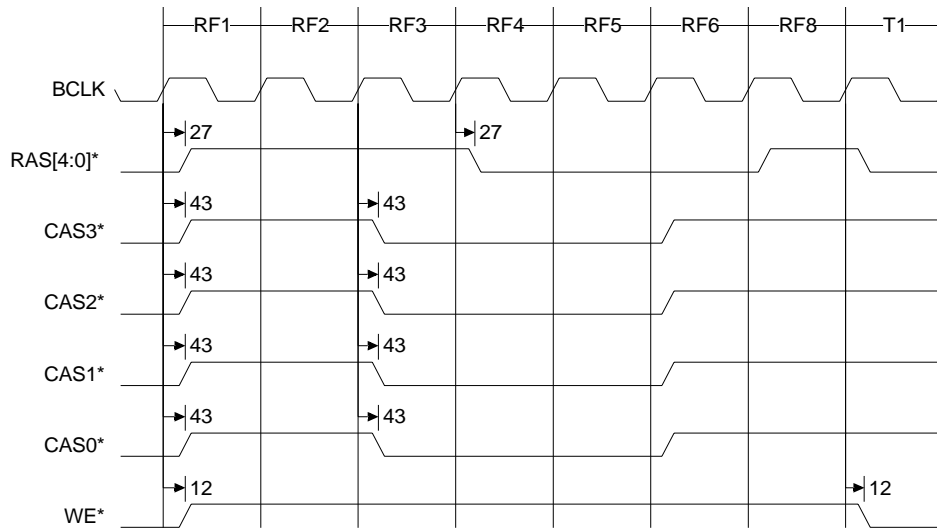 RF1 RF2 RF3 RF4 RF5 RF6 RF8 T1
BCLK
27 27
RAS[4:0]*
43 43
CAS3*
43 43
CAS2*
43 43
CAS1*
43 43
CAS0*
12 12
WE*